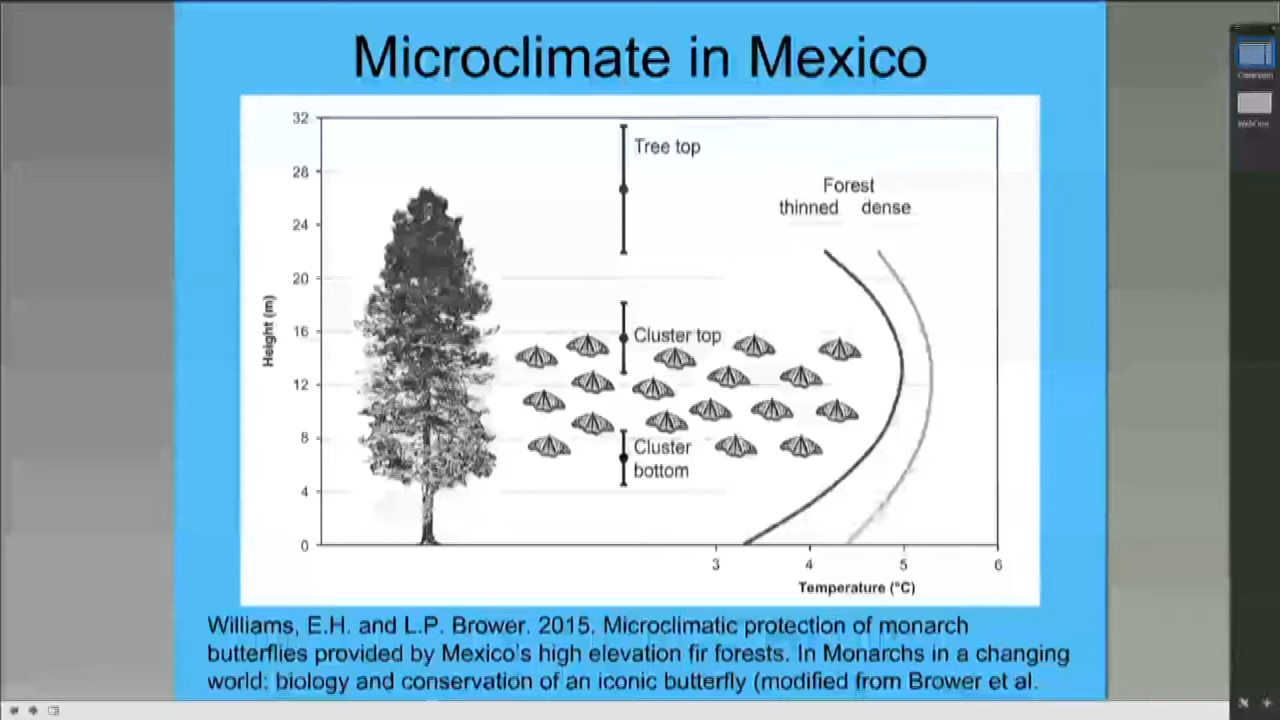 Microclimate in Mexico
32
28
24
20
16
12
8
4
0
Height (m)
Tree top
Cluster top
Cluster
bottom
Forest
thinned dense
3 4 5 6
Temperature (°C)
Williams, E.H. and L.P. Brower. 2015. Microclimatic protection of monarch
butterflies provided by Mexico's high elevation fir forests. In Monarchs in a changing
world: biology and conservation of an iconic butterfly (modified from Brower et al.
Classroom
WebCam